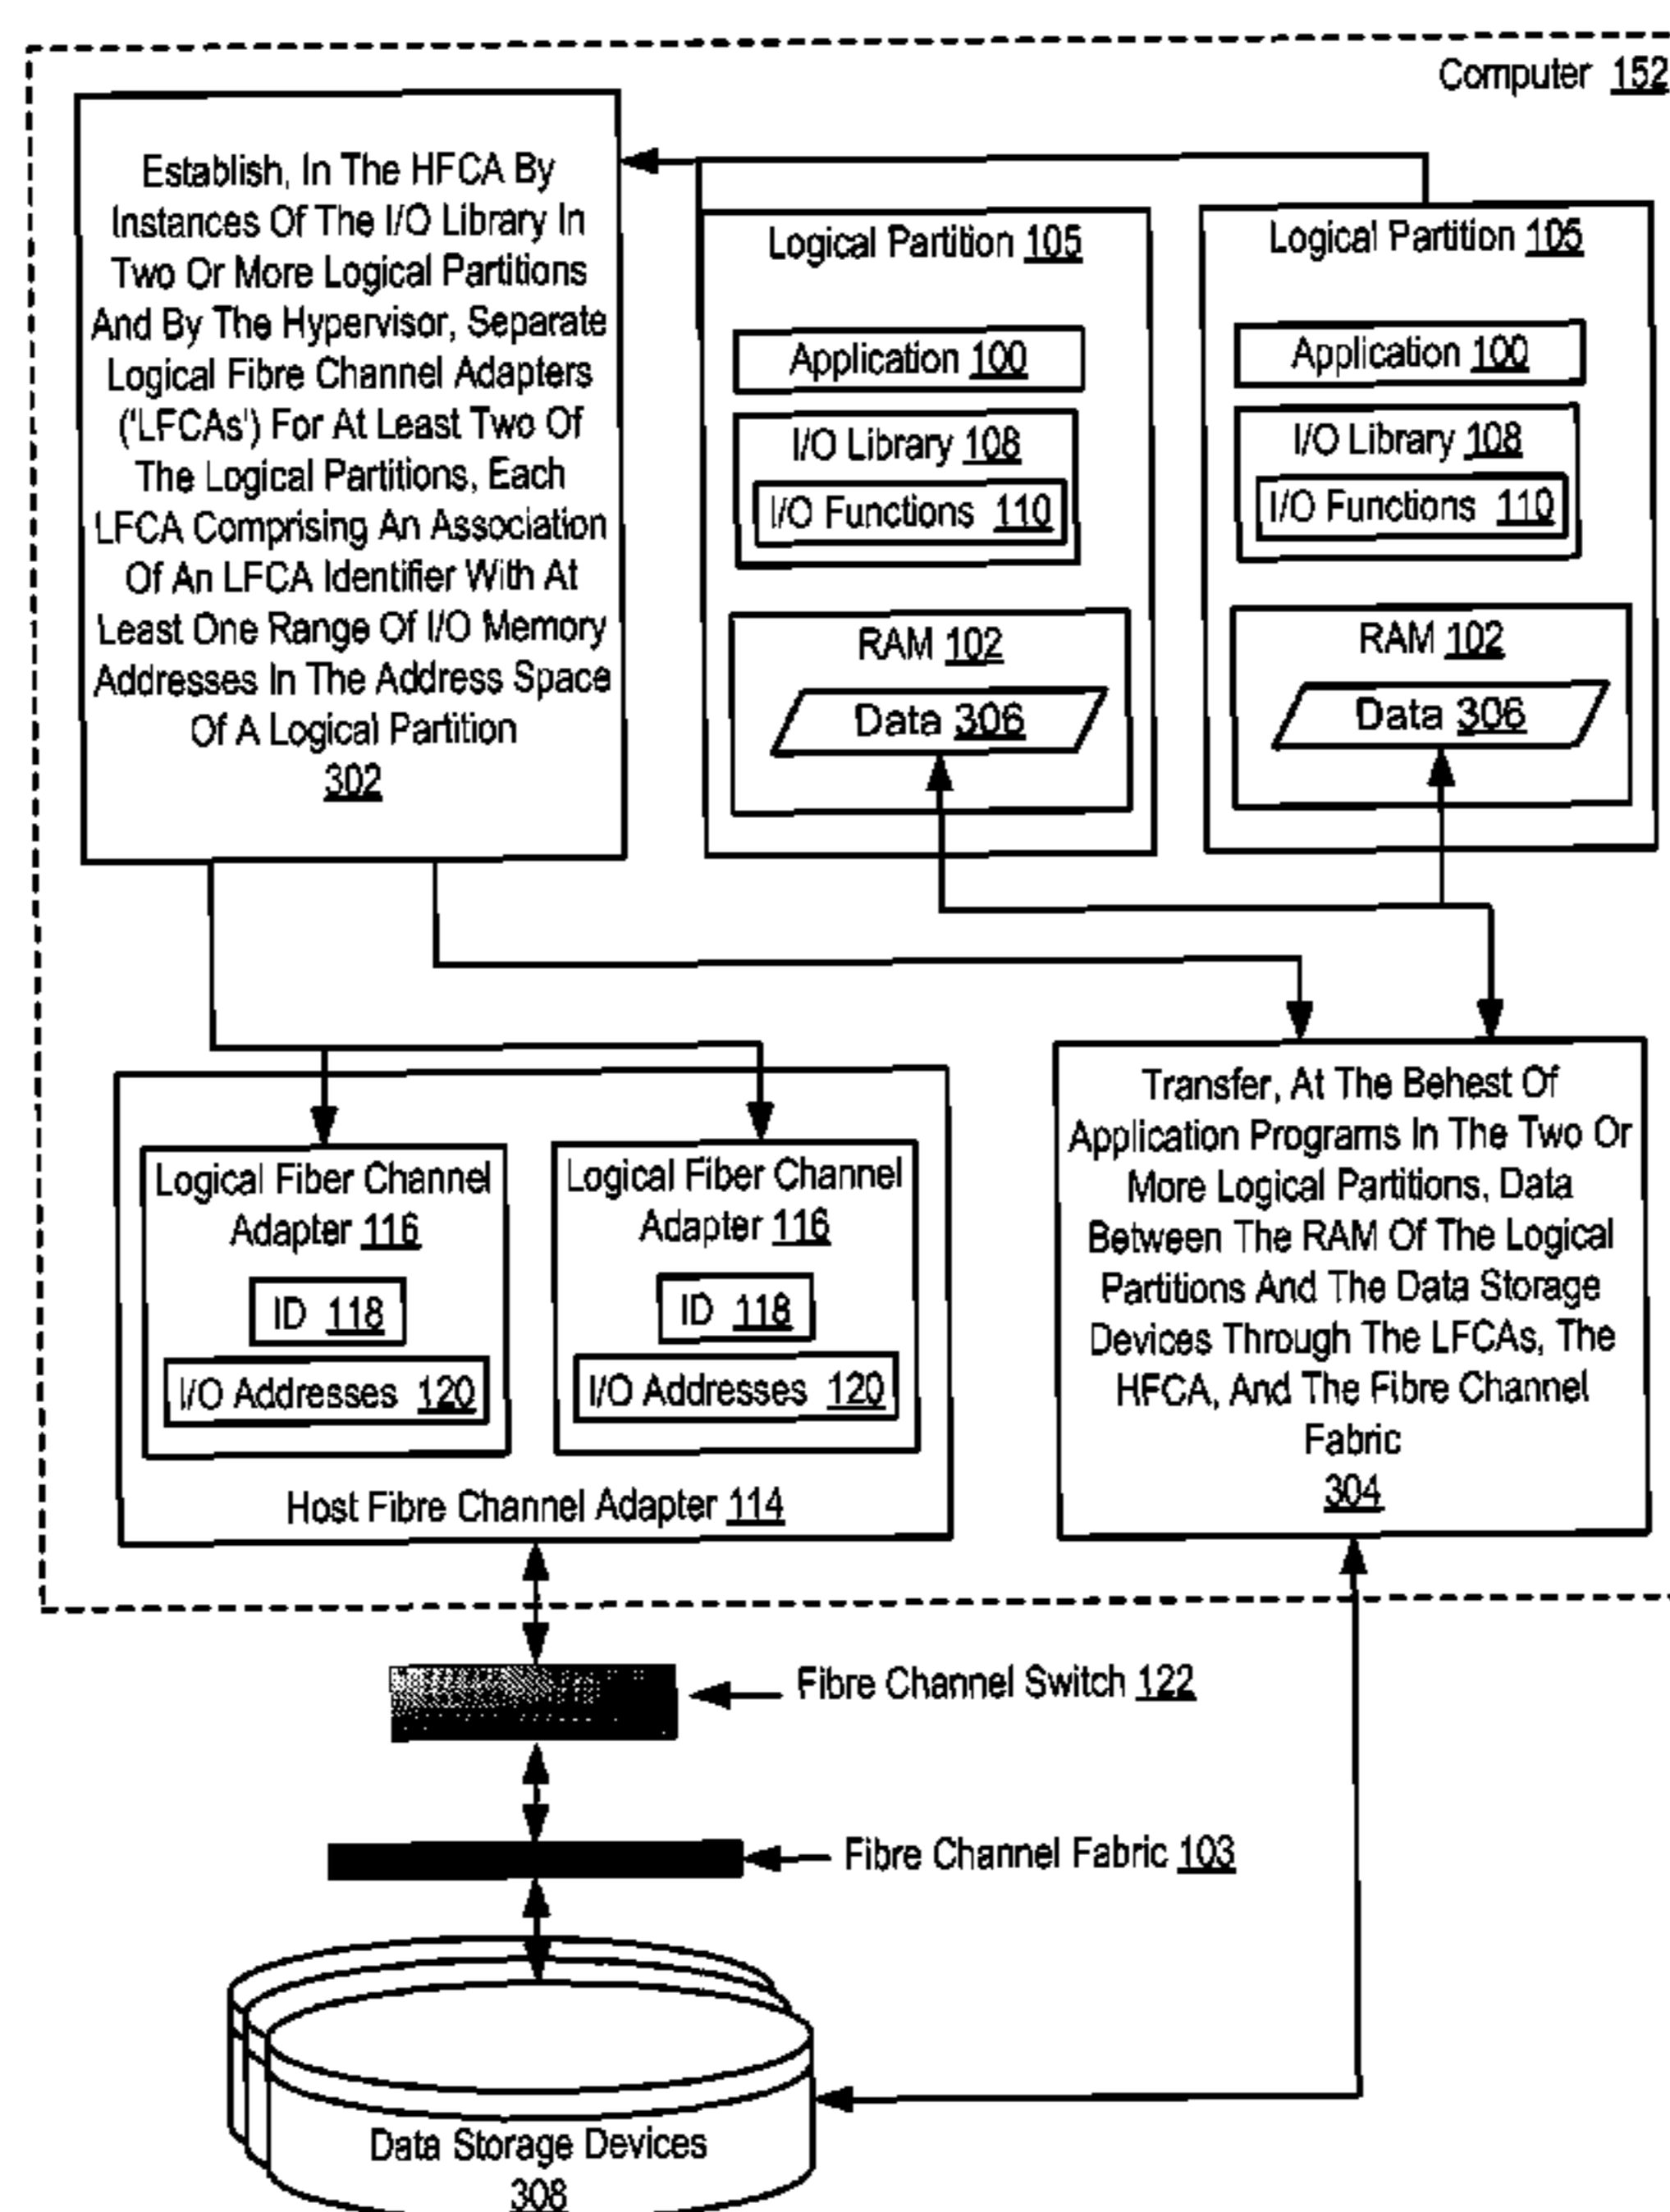 Computer 152
Establish, In The HFCA By
Instances Of The I/O Library In
Two Or More Logical Partitions
And By The Hypervisor, Separate
Logical Fibre Channel Adapters
('LFCAs') For At Least Two Of
The Logical Partitions, Each
LFCA Comprising An Association
Of An LFCA Identifier With At
Least One Range Of I/O Memory
Addresses In The Address Space
Of A Logical Partition
302
Logical Partition 105
Application 100
I/O Library 108
I/O Functions 110
RAM 102
Data 306
Logical Partition 105
Application 100
I/O Library 108
I/O Functions 110
RAM 102
Data 306
Logical Fiber Channel
Adapter 116
ID 118
I/O Addresses 120
Logical Fiber Channel
Adapter 116
ID 118
I/O Addresses 120
Host Fibre Channel Adapter 114
Transfer, At The Behest Of
Application Programs In The Two Or
More Logical Partitions, Data
Between The RAM Of The Logical
Partitions And The Data Storage
Devices Through The LFCAs, The
HFCA, And The Fibre Channel
Fabric
304
Fibre Channel Switch 122
Fibre Channel Fabric 103
Data Storage Devices
308